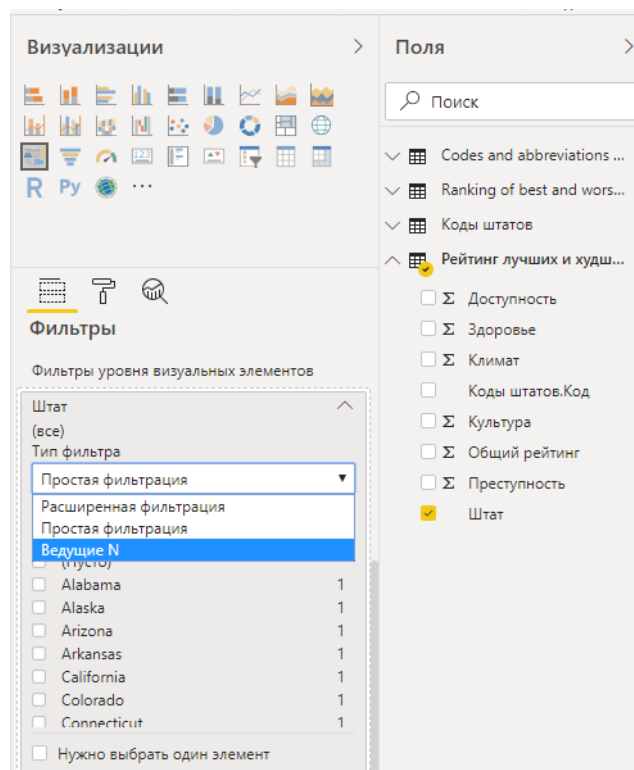 Визуализации
Поля
Поиск
Codes and abbreviations ...
Ranking of best and wors...
Коды штатов
Рейтинг лучших и худш...
Σ Доступность
Σ Здоровье
Σ Климат
Коды штатов.Код
Σ Культура
Σ Общий рейтинг
Σ Преступность
Штат
123
R Py ...
Фильтры
Фильтры уровня визуальных элементов
Штат
(все)
Тип фильтра
Простая фильтрация
Расширенная фильтрация
Простая фильтрация
Ведущие N
(Пусто)
Alabama 1
Alaska 1
Arizona 1
Arkansas 1
California 1
Colorado 1
Connecticut 1
Нужно выбрать один элемент